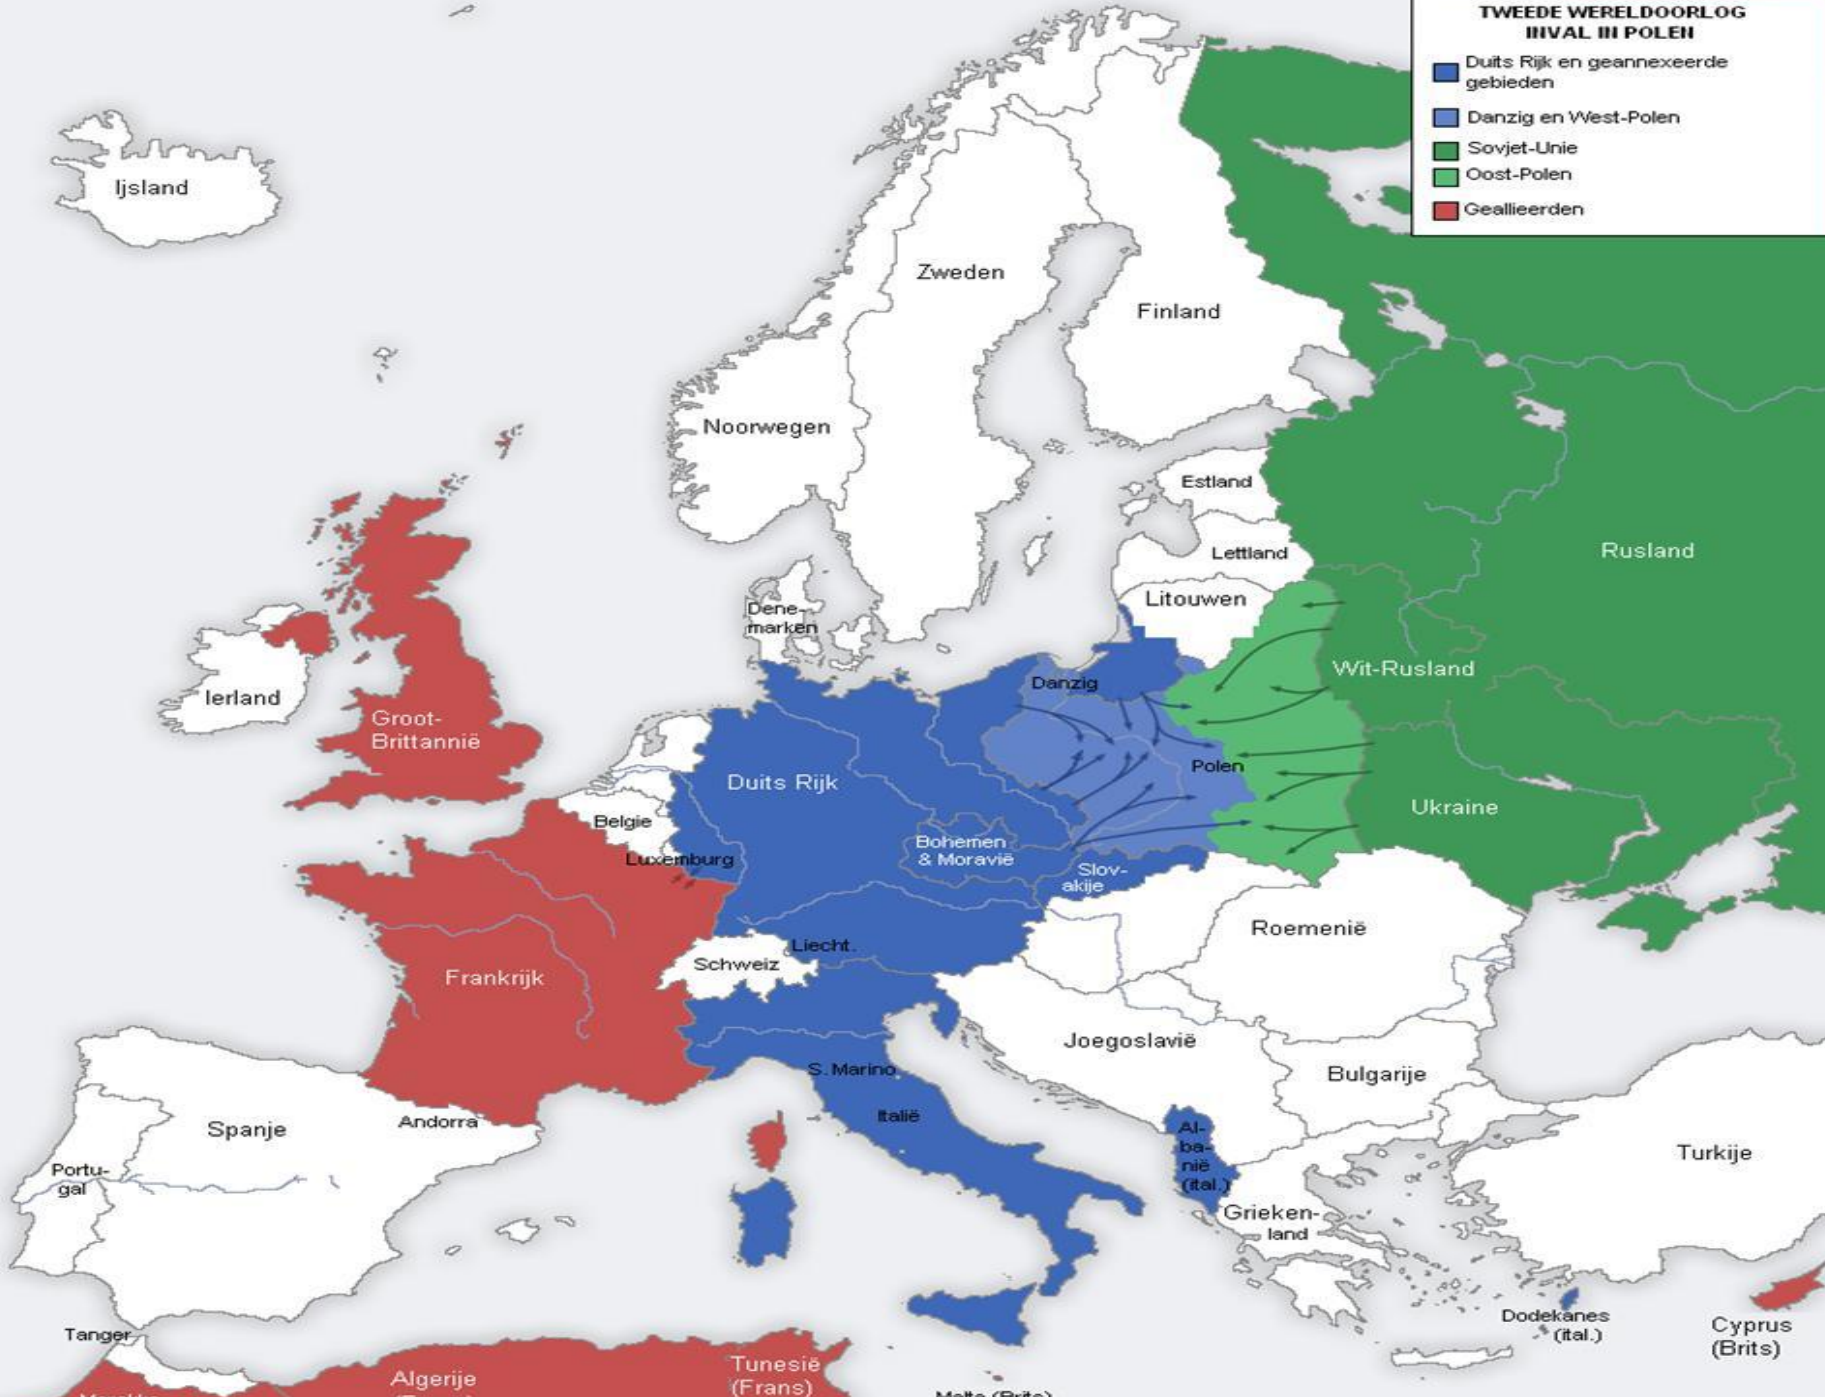 TWEEDE WERELDOORLOG
INVAL IN POLEN
Duits Rijk en geannexeerde
gebieden
Danzig en West-Polen
Sovjet-Unie
Oost-Polen
Geallieerden
Ijsland
Zweden
Finland
Noorwegen
Estland
Lettland
Litouwen
Rusland
Dene-
marken
Wit-Rusland
Danzig
Ierland
Groot-
Brittannië
Duits Rijk
Polen
Ukraine
Belgie
Bohemen
& Moravië
Luxemburg
Slov-
akije
Roemenië
Liecht.
Schweiz
Frankrijk
Joegoslavië
S. Marino
Bulgarije
Italië
Andorra
Spanje
Al-
ba-
nië
(ital.)
Turkije
Portu-
gal
Grieken-
land
Dodekanes
(ital.)
Cyprus
(Brits)
Tanger
Algerije
Tunesië
(Frans)